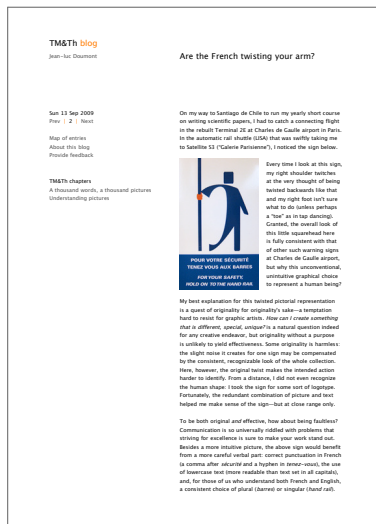 TM&Th blog
Jean-luc Doumont
Are the French twisting your arm?
Sun 13 Sep 2009
Prev | 2 | Next
Map of entries
About this blog
Provide feedback
TM&Th chapters
A thousand words, a thousand pictures
Understanding pictures
On my way to Santiago de Chile to run my yearly short course
on writing scientific papers, I had to catch a connecting flight
in the rebuilt Terminal 2E at Charles de Gaulle airport in Paris.
In the automatic rail shuttle (LISA) that was swiftly taking me
to Satellite S3 ("Galerie Parisienne"), I noticed the sign below.
POUR VOTRE SÉCURITÉ
TENEZ VOUS AUX BARRES
FOR YOUR SAFETY:
HOLD ON TO THE HAND RAIL
Every time I look at this sign,
my right shoulder twitches
at the very thought of being
twisted backwards like that
and my right foot isn't sure
what to do (unless perhaps
a "toe" as in tap dancing).
Granted, the overall look of
this little squarehead here
is fully consistent with that
of other such warning signs
at Charles de Gaulle airport,
but why this unconventional,
unintuitive graphical choice
to represent a human being?
My best explanation for this twisted pictorial representation
is a quest of originality for originality's sake—a temptation
hard to resist for graphic artists. How can I create something
that is different, special, unique? is a natural question indeed
for any creative endeavor, but originality without a purpose
is unlikely to yield effectiveness. Some originality is harmless:
the slight noise it creates for one sign may be compensated
by the consistent, recognizable look of the whole collection.
Here, however, the original twist makes the intended action
harder to identify. From a distance, I did not even recognize
the human shape: I took the sign for some sort of logotype.
Fortunately, the redundant combination of picture and text
helped me make sense of the sign—but at close range only.
To be both original and effective, how about being faultless?
Communication is so universally riddled with problems that
striving for excellence is sure to make your work stand out.
Besides a more intuitive picture, the above sign would benefit
from a more careful verbal part: correct punctuation in French
(a comma after sécurité and a hyphen in tenez-vous), the use
of lowercase text (more readable than text set in all capitals),
and, for those of us who understand both French and English,
a consistent choice of plural (barres) or singular (hand rail).